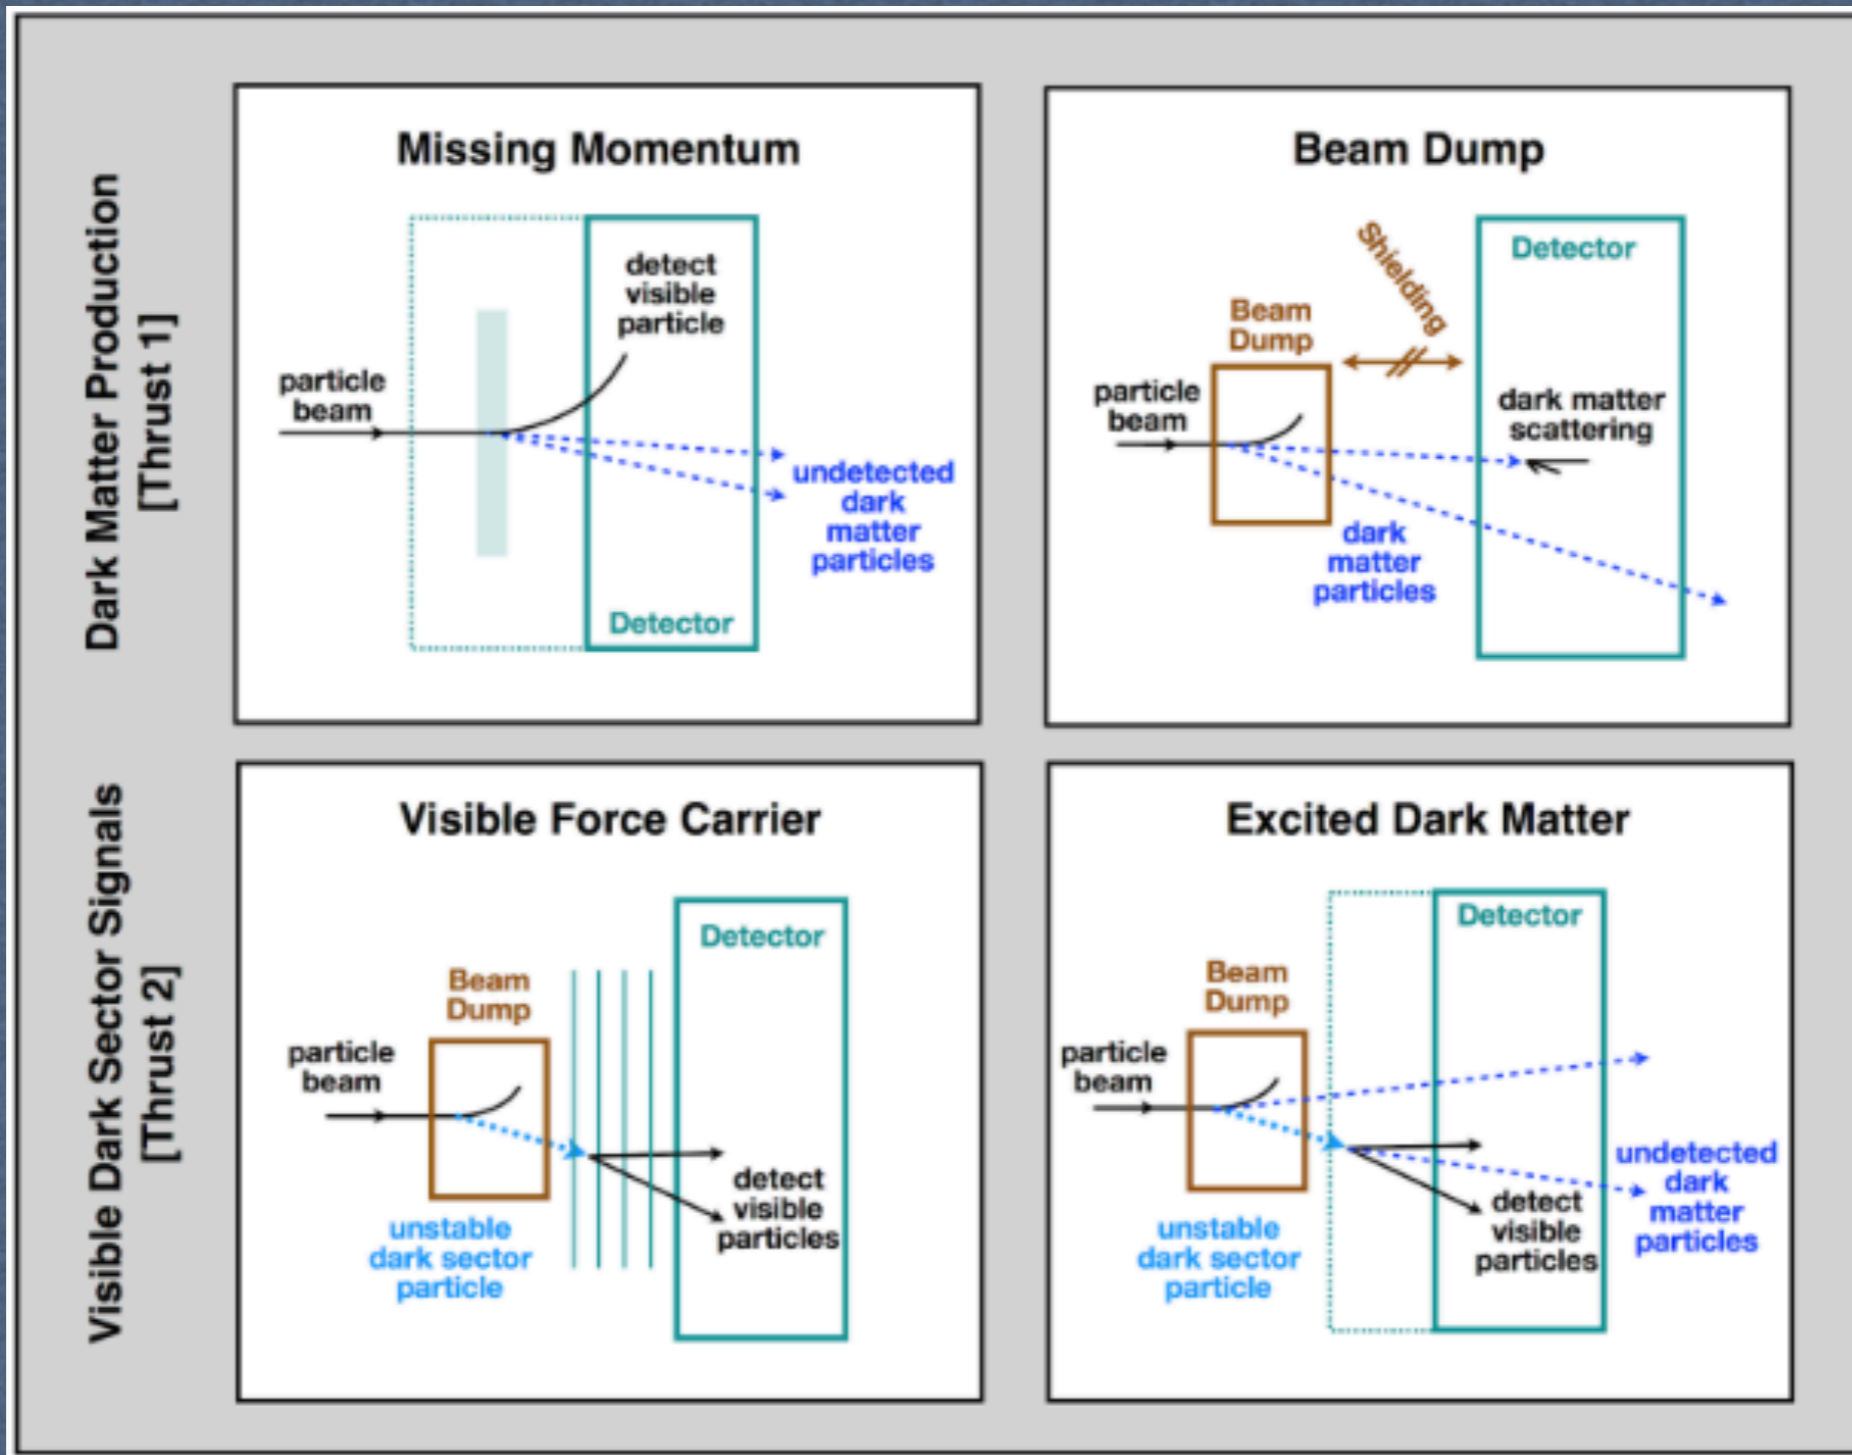 Dark Matter Production
[Thrust 1]
Missing Momentum
detect
visible
particle
particle
beam
undetected
dark
matter
particles
Detector
Beam Dump
Shielding
Detector
Beam
Dump
particle
beam
dark matter
scattering
dark
matter
particles
Visible Dark Sector Signals
[Thrust 2]
Visible Force Carrier
Detector
Beam
Dump
particle
beam
detect
visible
particles
unstable
dark sector
particle
Excited Dark Matter
Detector
Beam
Dump
particle
beam
undetected
dark
matter
particles
detect
visible
particles
unstable
dark sector
particle